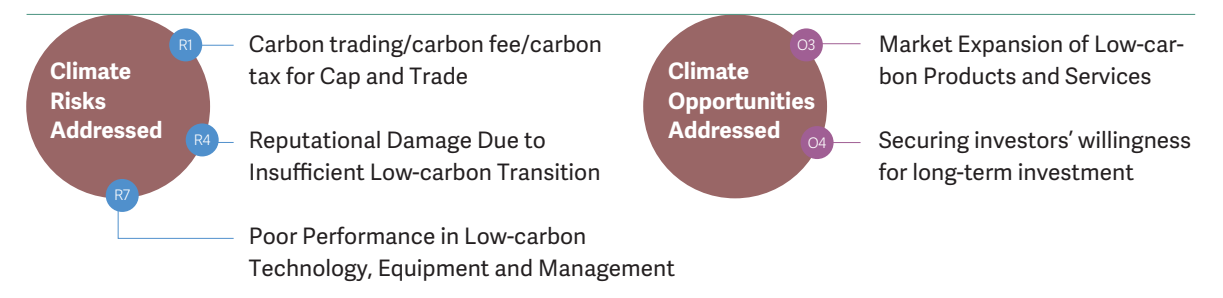 Climate
Risks
Addressed
R1
Carbon trading/carbon fee/carbon
tax for Cap and Trade
R4
Reputational Damage Due to
Insufficient Low-carbon Transition
R7
Poor Performance in Low-carbon
Technology, Equipment and Management
Climate
Opportunities
Addressed
O3
Market Expansion of Low-car-
bon Products and Services
O4
Securing investors’ willingness
for long-term investment